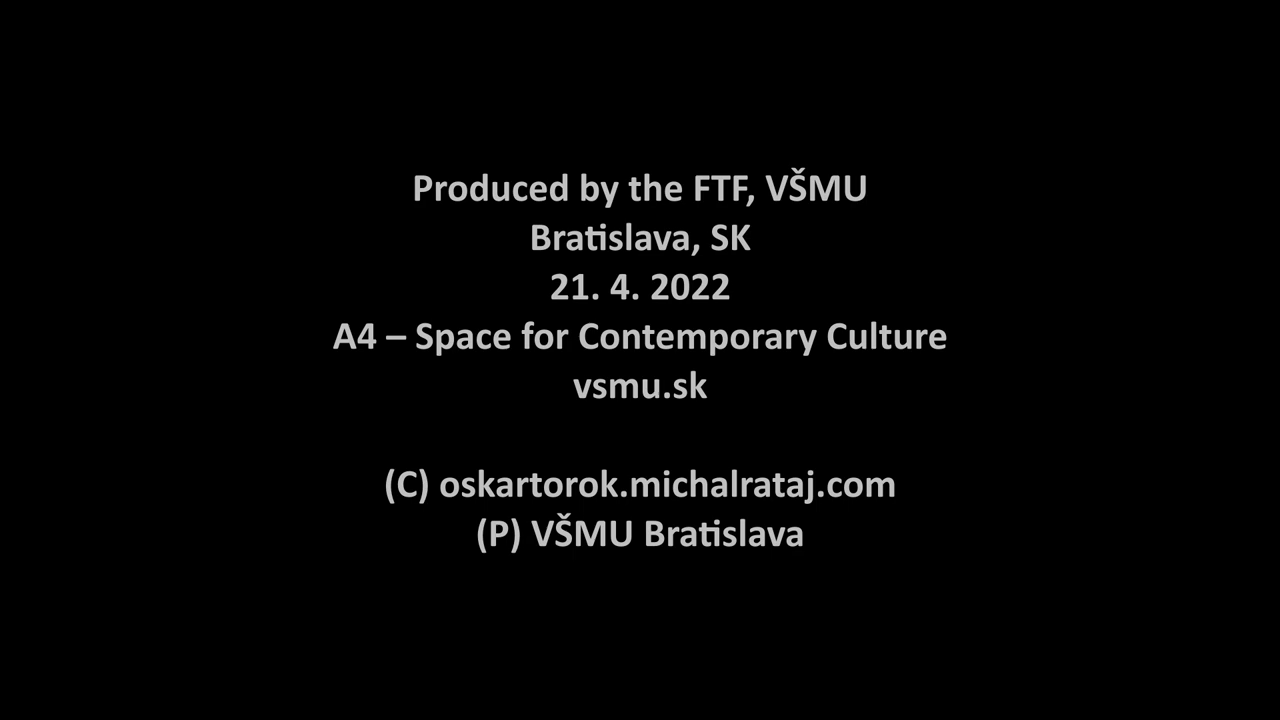 Produced by the FTF, VŠMU
Bratislava, SK
21. 4. 2022
A4 – Space for Contemporary Culture
vsmu.sk
(C) oskartorok.michalrataj.com
(P) VŠMU Bratislava